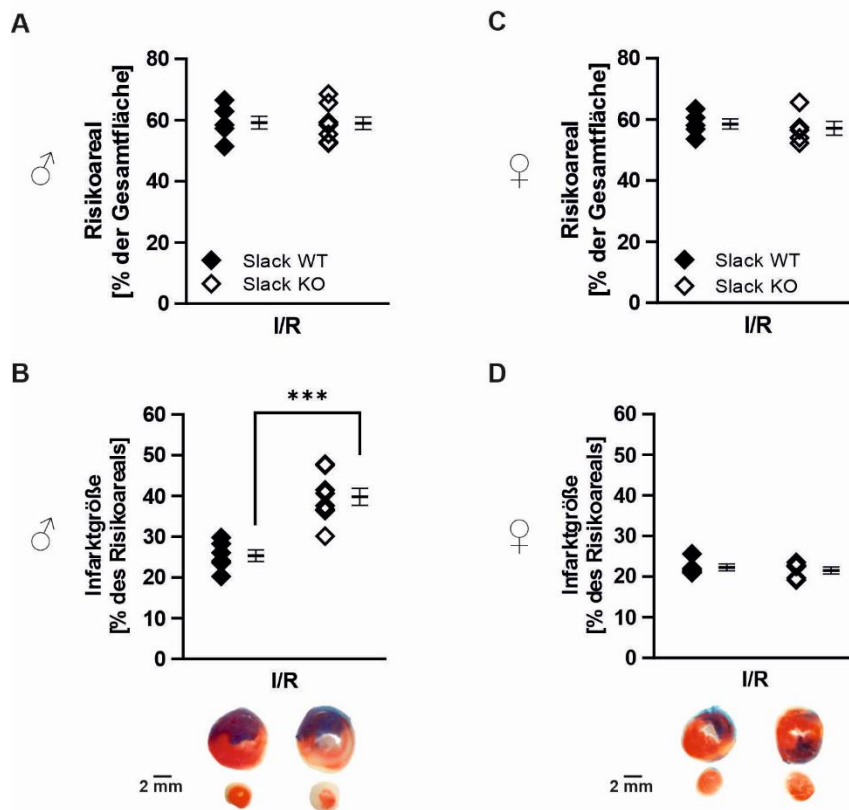 A
80
60
40
20
0
Risikoareal
[% der Gesamtfläche]
♂
Slack WT
Slack KO
I/R
C
80
60
40
20
0
Risikoareal
[% der Gesamtfläche]
♀
Slack WT
Slack KO
I/R
B
60
50
40
30
20
10
0
Infarktgröße
[% des Risikoareals]
♂
***
I/R
2 mm
D
60
50
40
30
20
10
0
Infarktgröße
[% des Risikoareals]
♀
I/R
2 mm